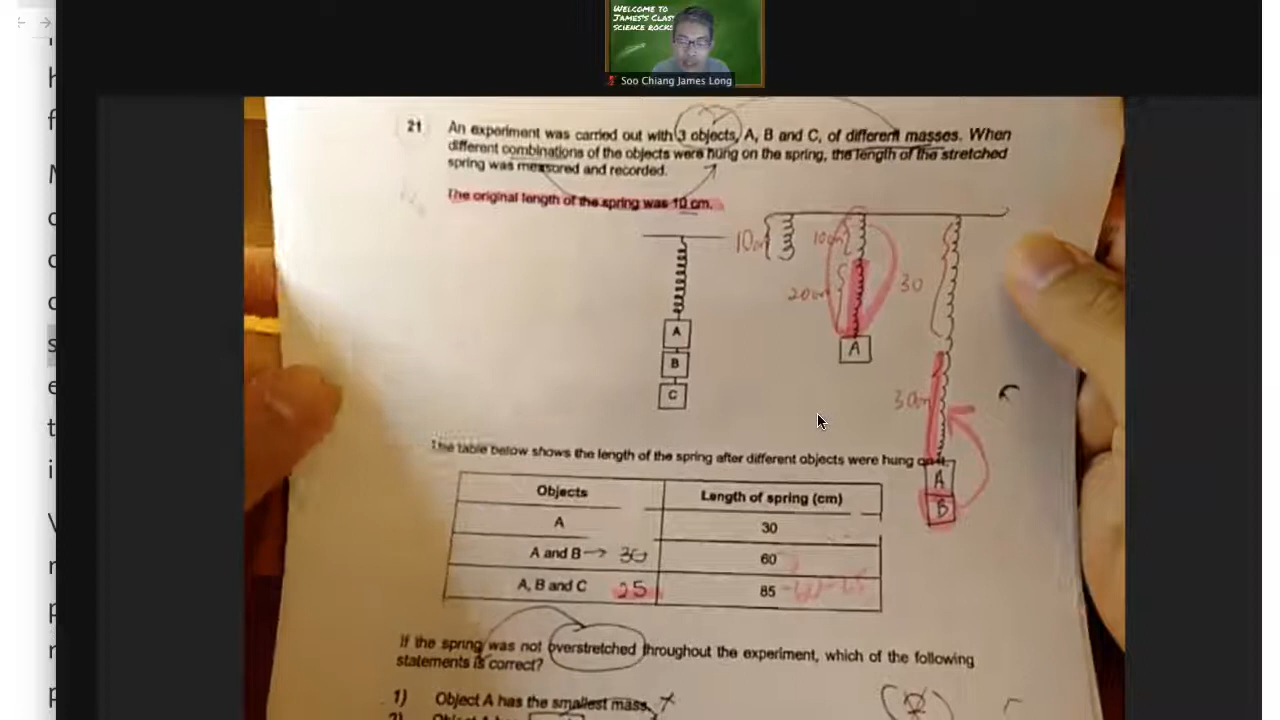 WELCOME TO
JAMES'S CLAS
SCIENCE ROCKS
Soo Chiang James Long
21 An experiment was carried out with 3 objects, A, B and C, of different masses. When
different combinations of the objects were hung on the spring, the length of the stretched
spring was measured and recorded.
The original length of the spring was 10 cm.
10cm
10cm
20cm
30
A
B
C
A
30cm
A
B
The table below shows the length of the spring after different objects were hung on it.
Objects Length of spring (cm)
A 30
A and B → 30 60
A, B and C 25 85
If the spring was not overstretched throughout the experiment, which of the following
statements is correct?
1) Object A has the smallest mass.
2)